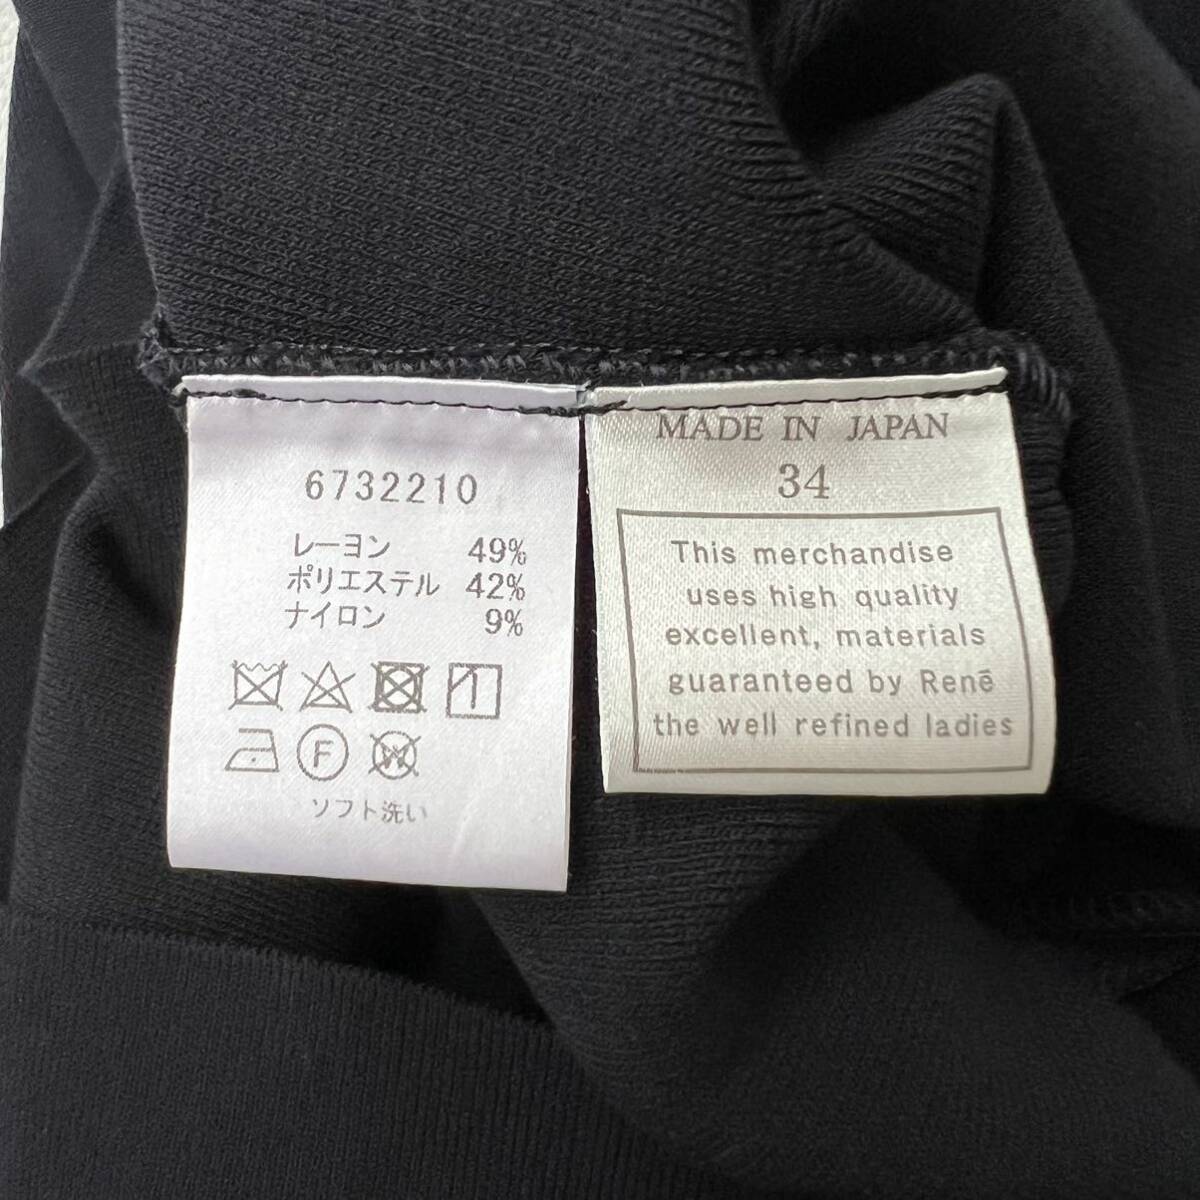 6732210
レーヨン 49%
ポリエステル 42%
ナイロン 9%
F
W
ソフト洗い
MADE IN JAPAN
34
This merchandise
uses high quality
excellent, materials
guaranteed by René
the well refined ladies